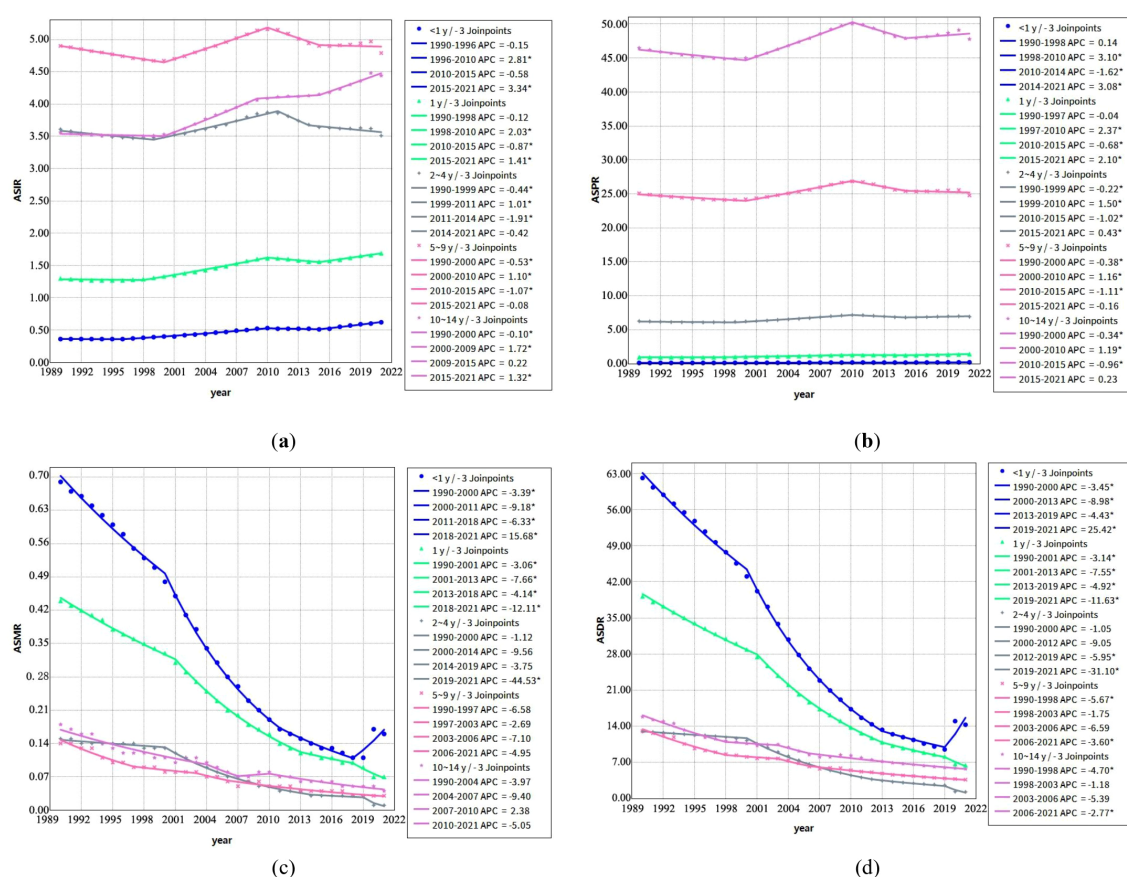 5.00
4.50
4.00
3.50
3.00
2.50
2.00
1.50
1.00
0.50
0.00
ASIR
1989 1992 1995 1998 2001 2004 2007 2010 2013 2016 2019 2022
year
<1 y / - 3 Joinpoints
1990-1996 APC = -0.15
1996-2010 APC = 2.81*
2010-2015 APC = -0.58
2015-2021 APC = 3.34*
1 y / - 3 Joinpoints
1990-1998 APC = -0.12
1998-2010 APC = 2.03*
2010-2015 APC = -0.87*
2015-2021 APC = 1.41*
2~4 y / - 3 Joinpoints
1990-1999 APC = -0.44*
1999-2011 APC = 1.01*
2011-2014 APC = -1.91*
2014-2021 APC = -0.42
5~9 y / - 3 Joinpoints
1990-2000 APC = -0.53*
2000-2010 APC = 1.10*
2010-2015 APC = -1.07*
2015-2021 APC = -0.08
10~14 y / - 3 Joinpoints
1990-2000 APC = -0.10*
2000-2009 APC = 1.72*
2009-2015 APC = 0.22
2015-2021 APC = 1.32*
(a)
50.00
45.00
40.00
35.00
30.00
25.00
20.00
15.00
10.00
5.00
0.00
ASPR
1989 1992 1995 1998 2001 2004 2007 2010 2013 2016 2019 2022
year
<1 y / - 3 Joinpoints
1990-1998 APC = 0.14
1998-2010 APC = 3.10*
2010-2014 APC = -1.62*
2014-2021 APC = 3.08*
1 y / - 3 Joinpoints
1990-1997 APC = -0.04
1997-2010 APC = 2.37*
2010-2015 APC = -0.68*
2015-2021 APC = 2.10*
2~4 y / - 3 Joinpoints
1990-1999 APC = -0.22*
1999-2010 APC = 1.50*
2010-2015 APC = -1.02*
2015-2021 APC = 0.43*
5~9 y / - 3 Joinpoints
1990-2000 APC = -0.38*
2000-2010 APC = 1.16*
2010-2015 APC = -1.11*
2015-2021 APC = -0.16
10~14 y / - 3 Joinpoints
1990-2000 APC = -0.34*
2000-2010 APC = 1.19*
2010-2015 APC = -0.96*
2015-2021 APC = 0.23
(b)
0.70
0.63
0.56
0.49
0.42
0.35
0.28
0.21
0.14
0.07
0.00
ASMR
1989 1992 1995 1998 2001 2004 2007 2010 2013 2016 2019 2022
year
<1 y / - 3 Joinpoints
1990-2000 APC = -3.39*
2000-2011 APC = -9.18*
2011-2018 APC = -6.33*
2018-2021 APC = 15.68*
1 y / - 3 Joinpoints
1990-2001 APC = -3.06*
2001-2013 APC = -7.66*
2013-2018 APC = -4.14*
2018-2021 APC = -12.11*
2~4 y / - 3 Joinpoints
1990-2000 APC = -1.12
2000-2014 APC = -9.56
2014-2019 APC = -3.75
2019-2021 APC = -44.53*
5~9 y / - 3 Joinpoints
1990-1997 APC = -6.58
1997-2003 APC = -2.69
2003-2006 APC = -7.10
2006-2021 APC = -4.95
10~14 y / - 3 Joinpoints
1990-2004 APC = -3.97
2004-2007 APC = -9.40
2007-2010 APC = 2.38
2010-2021 APC = -5.05
(c)
63.00
56.00
49.00
42.00
35.00
28.00
21.00
14.00
7.00
0.00
ASDR
1989 1992 1995 1998 2001 2004 2007 2010 2013 2016 2019 2022
year
<1 y / - 3 Joinpoints
1990-2000 APC = -3.45*
2000-2013 APC = -8.98*
2013-2019 APC = -4.43*
2019-2021 APC = 25.42*
1 y / - 3 Joinpoints
1990-2001 APC = -3.14*
2001-2013 APC = -7.55*
2013-2019 APC = -4.92*
2019-2021 APC = -11.63*
2~4 y / - 3 Joinpoints
1990-2000 APC = -1.05
2000-2012 APC = -9.05
2012-2019 APC = -5.95*
2019-2021 APC = -31.10*
5~9 y / - 3 Joinpoints
1990-1998 APC = -5.67*
1998-2003 APC = -1.75
2003-2006 APC = -6.59
2006-2021 APC = -3.60*
10~14 y / - 3 Joinpoints
1990-1998 APC = -4.70*
1998-2003 APC = -1.18
2003-2006 APC = -5.39
2006-2021 APC = -2.77*
(d)